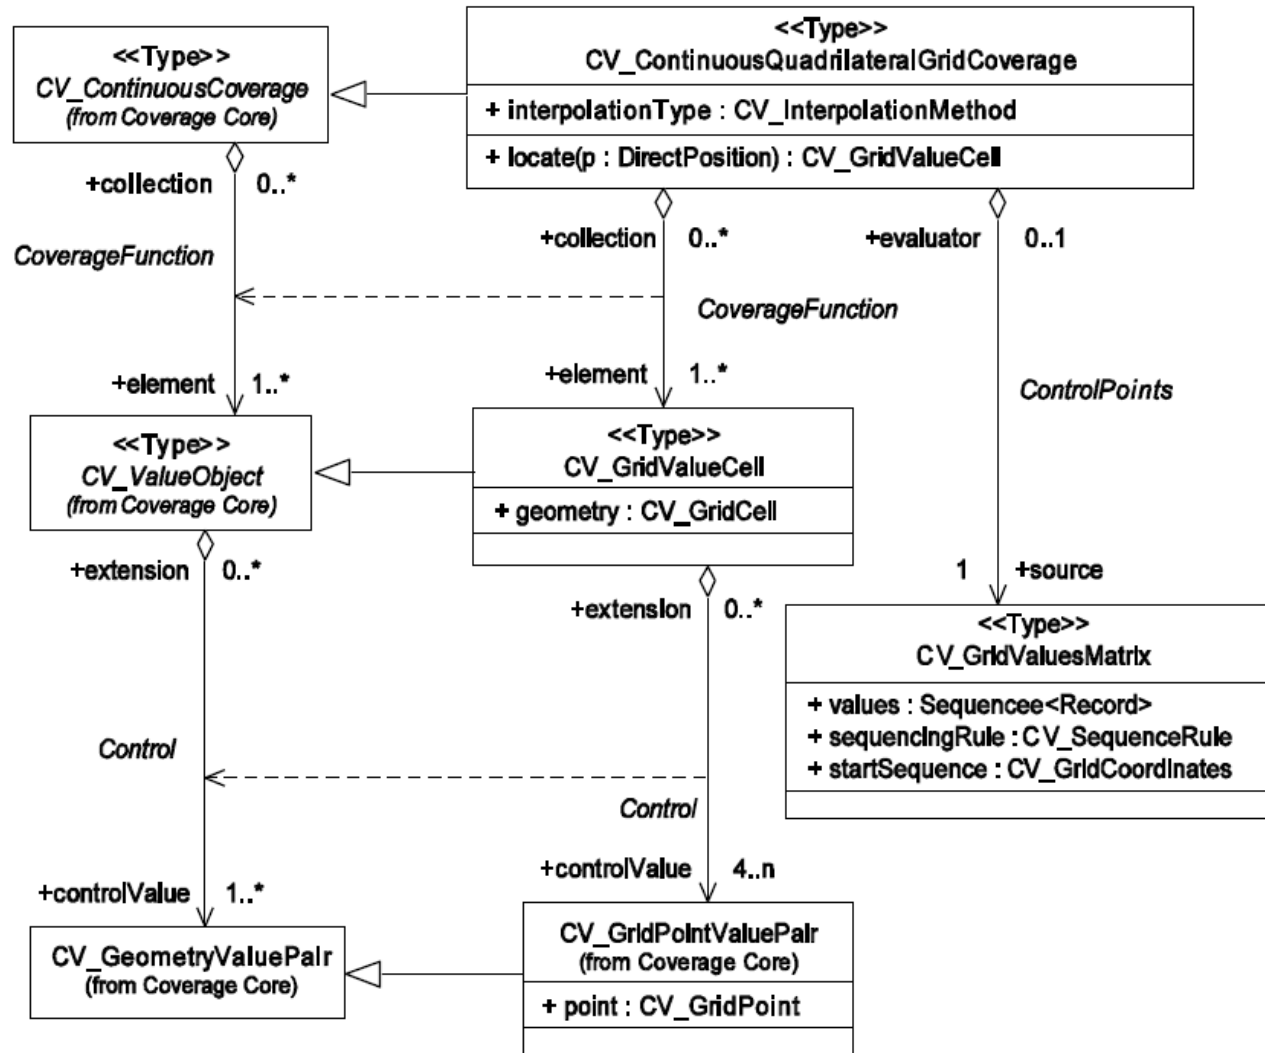 <<Type>>
CV_ContinuousCoverage
(from Coverage Core)
<<Type>>
CV_ContinuousQuadrilateralGridCoverage
+ interpolationType : CV_InterpolationMethod
+ locate(p : DirectPosition) : CV_GridValueCell
+collection 0..*
CoverageFunction
+element 1..*
+collection 0..*
CoverageFunction
+element 1..*
+evaluator 0..1
ControlPoints
1 +source
<<Type>>
CV_ValueObject
(from Coverage Core)
<<Type>>
CV_GridValueCell
+ geometry : CV_GridCell
+extension 0..*
Control
+controlValue 1..*
+extension 0..*
Control
+controlValue 4..n
<<Type>>
CV_GridValuesMatrix
+ values : Sequencee<Record>
+ sequencingRule : CV_SequenceRule
+ startSequence : CV_GridCoordinates
CV_GeometryValuePair
(from Coverage Core)
CV_GridPointValuePair
(from Coverage Core)
+ point : CV_GridPoint